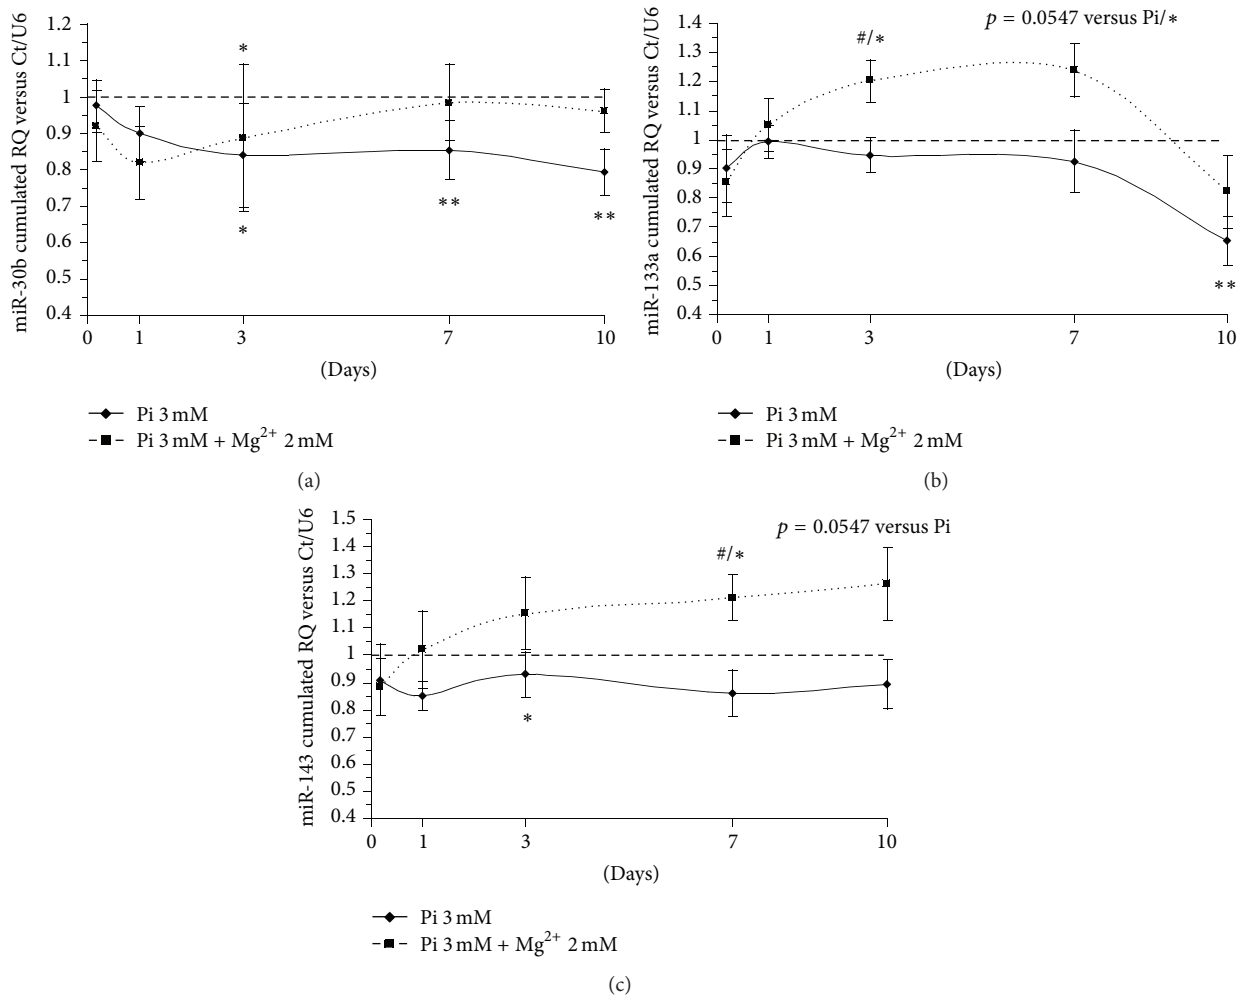 miR-30b cumulated RQ versus Ct/U6
1.2
1.1
1
0.9
0.8
0.7
0.6
0.5
0.4
*
*
**
**
0 1 3 7 10
(Days)
Pi 3 mM
Pi 3 mM + Mg2+ 2 mM
(a)
miR-133a cumulated RQ versus Ct/U6
1.4
1.3
1.2
1.1
1
0.9
0.8
0.7
0.6
0.5
0.4
#/*
p = 0.0547 versus Pi/*
**
0 1 3 7 10
(Days)
Pi 3 mM
Pi 3 mM + Mg2+ 2 mM
(b)
miR-143 cumulated RQ versus Ct/U6
1.5
1.4
1.3
1.2
1.1
1
0.9
0.8
0.7
0.6
0.5
0.4
p = 0.0547 versus Pi
#/*
*
0 1 3 7 10
(Days)
Pi 3 mM
Pi 3 mM + Mg2+ 2 mM
(c)